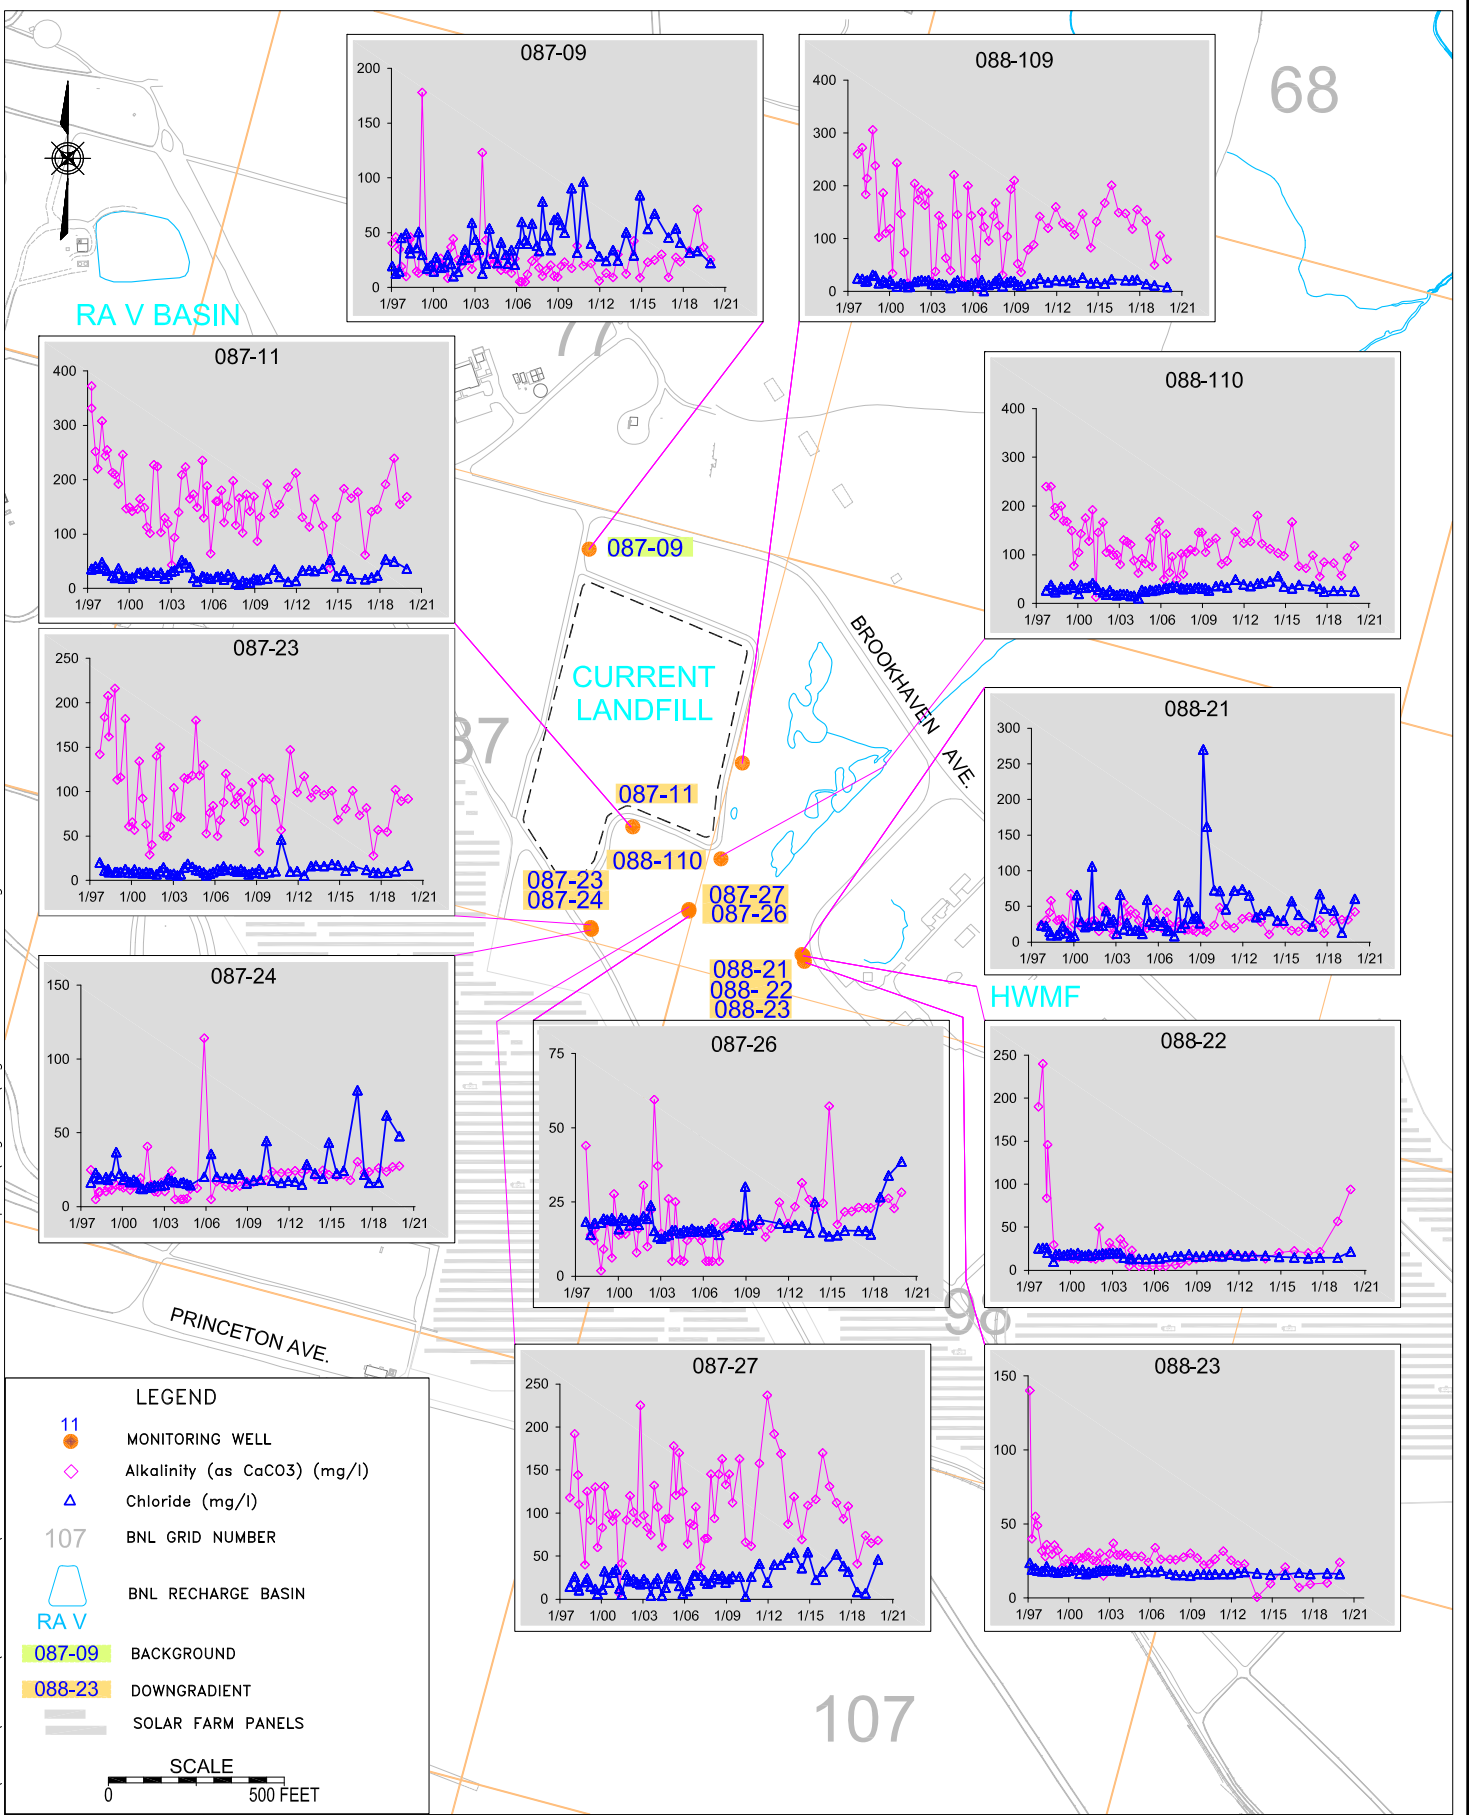 68
087-09
200
150
100
50
0
1/97 1/00 1/03 1/06 1/09 1/12 1/15 1/18 1/21
088-109
400
300
200
100
0
1/97 1/00 1/03 1/06 1/09 1/12 1/15 1/18 1/21
RA V BASIN
77
087-11
400
300
200
100
0
1/97 1/00 1/03 1/06 1/09 1/12 1/15 1/18 1/21
088-110
400
300
200
100
0
1/97 1/00 1/03 1/06 1/09 1/12 1/15 1/18 1/21
087-09
BROOKHAVEN AVE.
CURRENT
LANDFILL
087-23
250
200
150
100
50
0
1/97 1/00 1/03 1/06 1/09 1/12 1/15 1/18 1/21
87
088-21
300
250
200
150
100
50
0
1/97 1/00 1/03 1/06 1/09 1/12 1/15 1/18 1/21
087-11
088-110
087-23
087-24
087-27
087-26
088-21
088- 22
088-23
HWMF
087-24
150
100
50
0
1/97 1/00 1/03 1/06 1/09 1/12 1/15 1/18 1/21
087-26
75
50
25
0
1/97 1/00 1/03 1/06 1/09 1/12 1/15 1/18 1/21
088-22
250
200
150
100
50
0
1/97 1/00 1/03 1/06 1/09 1/12 1/15 1/18 1/21
98
PRINCETON AVE.
087-27
250
200
150
100
50
0
1/97 1/00 1/03 1/06 1/09 1/12 1/15 1/18 1/21
088-23
150
100
50
0
1/97 1/00 1/03 1/06 1/09 1/12 1/15 1/18 1/21
107
LEGEND
11
MONITORING WELL
Alkalinity (as CaCO3) (mg/l)
Chloride (mg/l)
107 BNL GRID NUMBER
BNL RECHARGE BASIN
RA V
087-09 BACKGROUND
088-23 DOWNGRADIENT
SOLAR FARM PANELS
SCALE
0 500 FEET